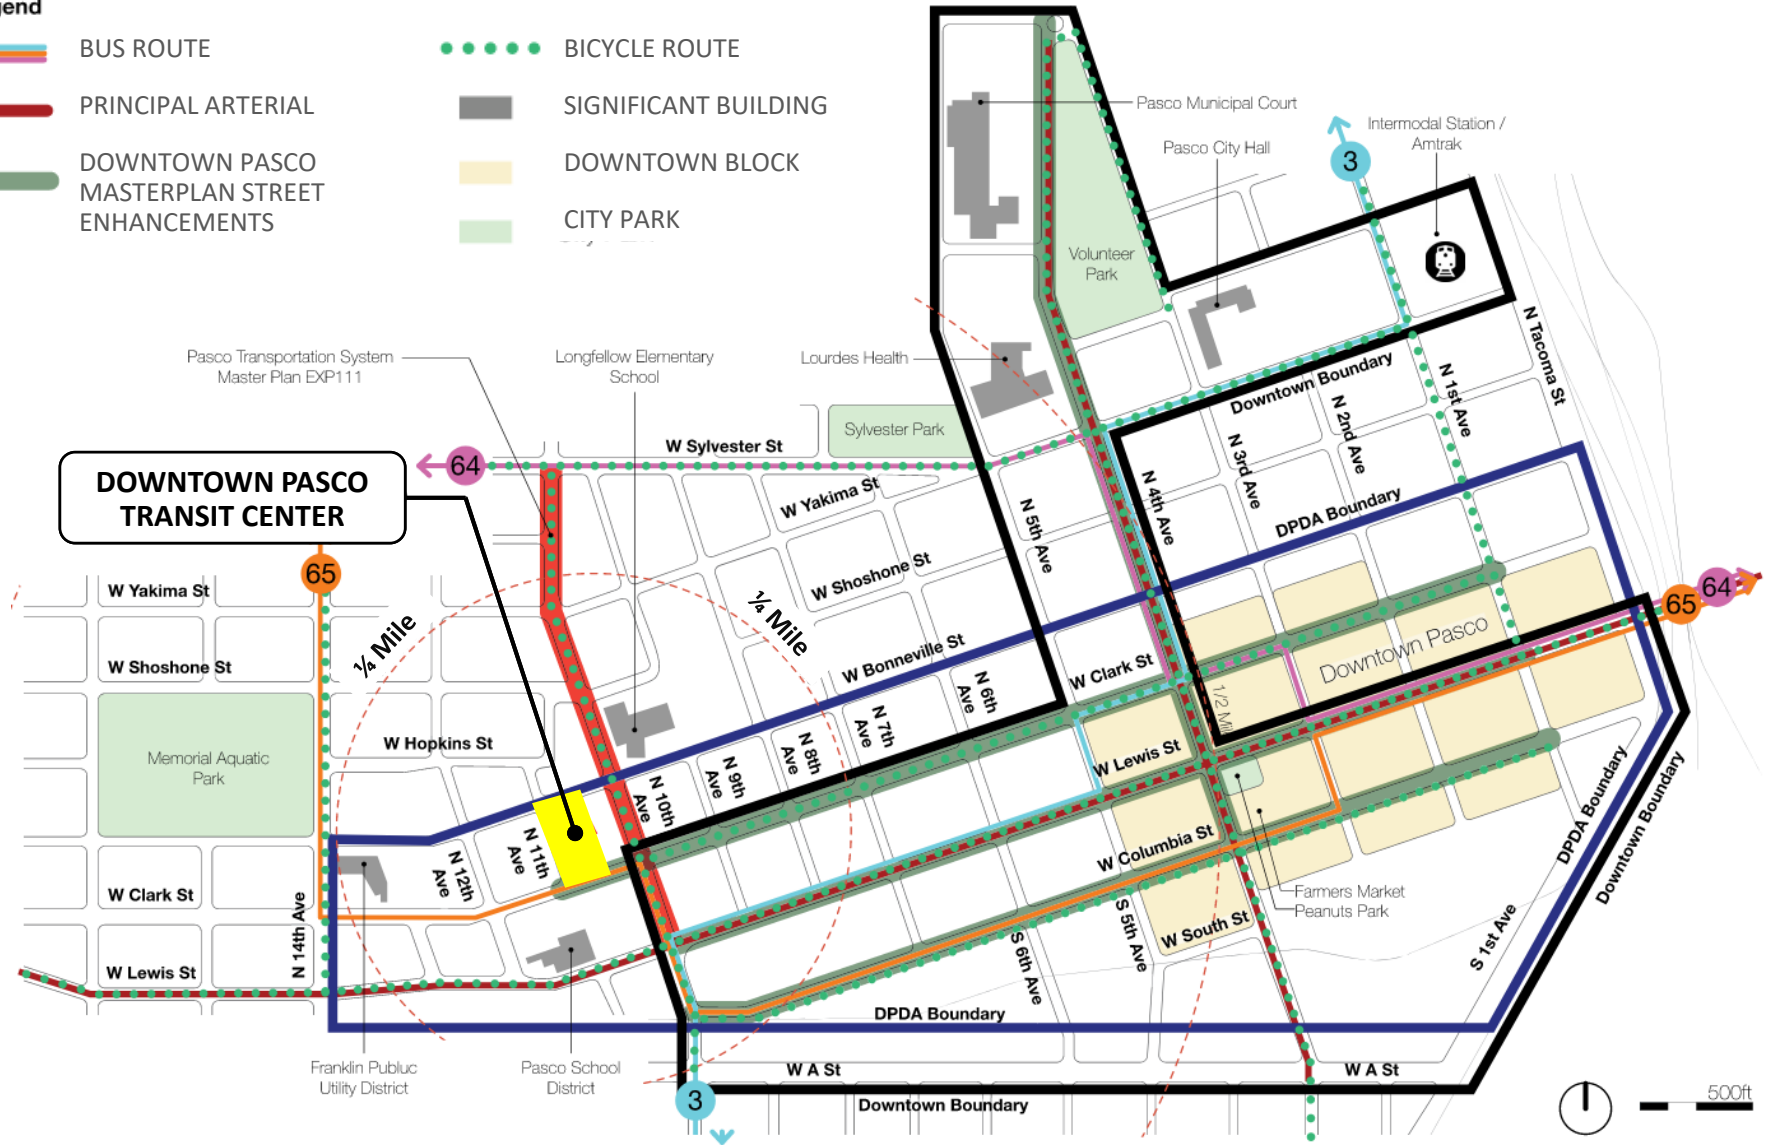 gend
BUS ROUTE
BICYCLE ROUTE
PRINCIPAL ARTERIAL
SIGNIFICANT BUILDING
DOWNTOWN PASCO
MASTERPLAN STREET
ENHANCEMENTS
DOWNTOWN BLOCK
CITY PARK
Pasco Municipal Court
Pasco City Hall
Intermodal Station /
Amtrak
3
Volunteer
Park
Pasco Transportation System
Master Plan EXP111
Longfellow Elementary
School
Lourdes Health
Downtown Boundary
N Tacoma St
N 1st Ave
N 2nd Ave
N 3rd Ave
N 4th Ave
N 5th Ave
Sylvester Park
W Sylvester St
64
DOWNTOWN PASCO
TRANSIT CENTER
W Yakima St
DPDA Boundary
W Shoshone St
65
W Yakima St
¼ Mile
¼ Mile
W Shoshone St
W Bonneville St
W Clark St
Downtown Pasco
65
64
1/2 Mil
N 6th
Ave
N 7th
Ave
N 8th
Ave
N 9th
Ave
N 10th
Ave
W Hopkins St
Memorial Aquatic
Park
W Lewis St
W Columbia St
N 11th
Ave
N 12th
Ave
W Clark St
N 14th Ave
W Lewis St
Farmers Market
Peanuts Park
DPDA Boundary
Downtown Boundary
W South St
S 5th Ave
S 6th Ave
S 1st Ave
DPDA Boundary
Franklin Publuc
Utility District
Pasco School
District
W A St
W A St
3
Downtown Boundary
500ft